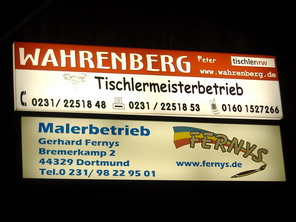 WAHRENBERG Peter tischlernrw
www.wahrenberg.de
Tischlermeisterbetrieb
0231/22518 48 0231 / 22518 53 0160 1527266
Malerbetrieb
Gerhard Fernys
Bremerkamp 2
44329 Dortmund
Tel.0 231/ 98 22 95 01
FERNYS
www.fernys.de